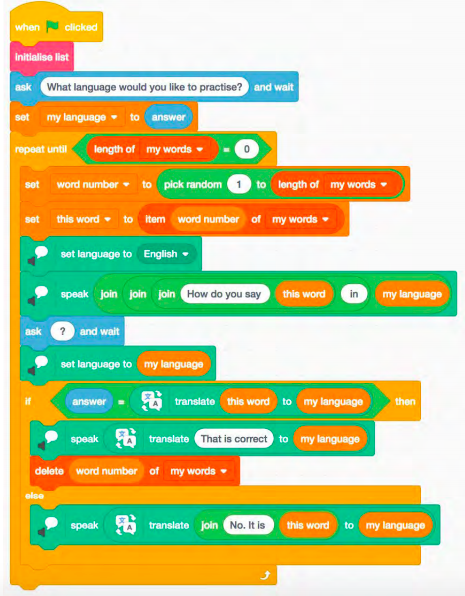 when clicked
Initialise list
ask What language would you like to practise? and wait
set my language to answer
repeat until length of my words = 0
set word number to pick random 1 to length of my words
set this word to item word number of my words
set language to English
speak join join join How do you say this word in my language
ask ? and wait
set language to my language
if answer = translate this word to my language then
speak translate That is correct to my language
delete word number of my words
else
speak translate join No. It is this word to my language